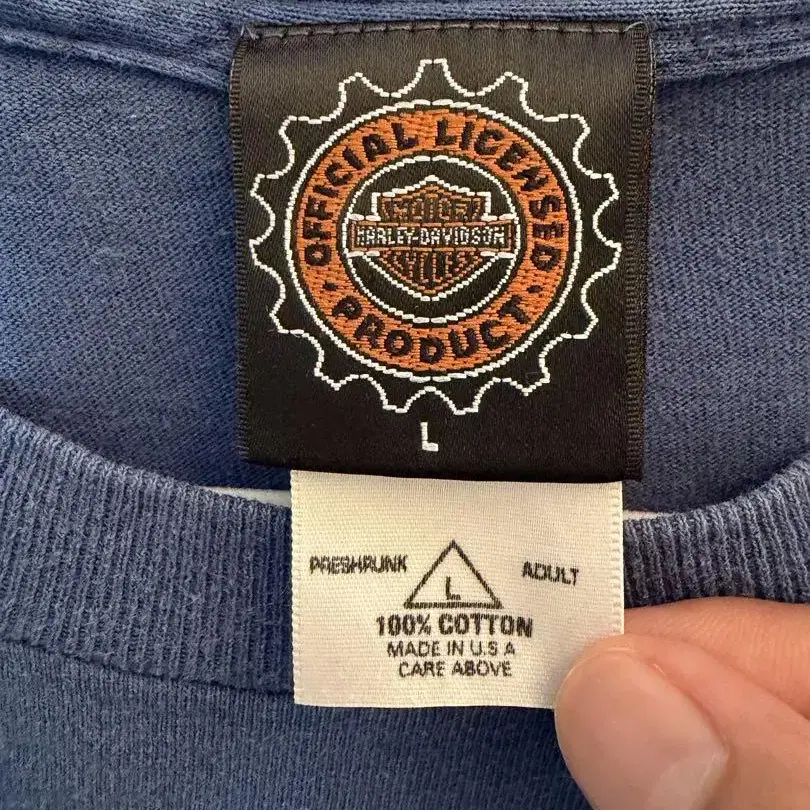 OFFICIAL LICENSED
MOTOR
HARLEY-DAVIDSON
CYCLES
· PRODUCT ·
L
PRESHRUNK
L
ADULT
100% COTTON
MADE IN U.S.A
CARE ABOVE